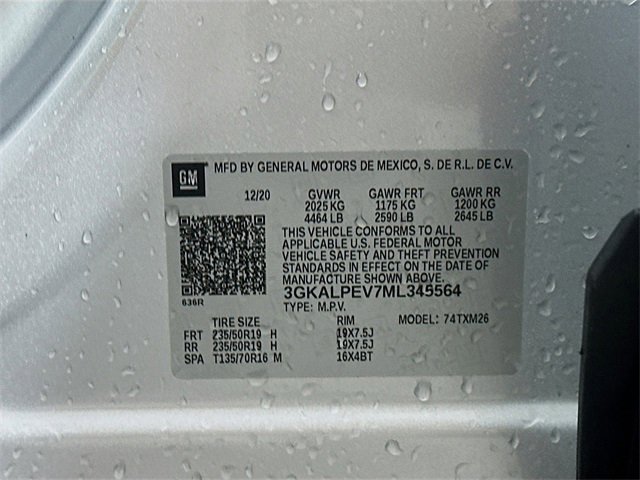 GM MFD BY GENERAL MOTORS DE MEXICO, S. DE R.L. DE C.V.
12/20 GVWR GAWR FRT GAWR RR
2025 KG 1175 KG 1200 KG
4464 LB 2590 LB 2645 LB
THIS VEHICLE CONFORMS TO ALL
APPLICABLE U.S. FEDERAL MOTOR
VEHICLE SAFETY AND THEFT PREVENTION
STANDARDS IN EFFECT ON THE DATE OF
MANUFACTURE SHOWN ABOVE.
3GKALPEV7ML345564
636R
TYPE: M.P.V.
TIRE SIZE RIM MODEL: 74TXM26
FRT 235/50R19 H 19X7.5J
RR 235/50R19 H 19X7.5J
SPA T135/70R16 M 16X4BT